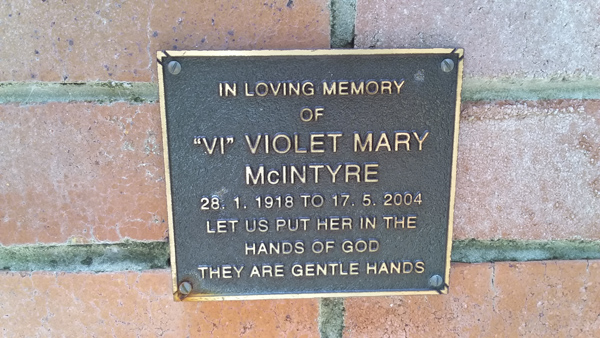 IN LOVING MEMORY
OF
"VI" VIOLET MARY
McINTYRE
28. 1. 1918 TO 17. 5. 2004
LET US PUT HER IN THE
HANDS OF GOD
THEY ARE GENTLE HANDS